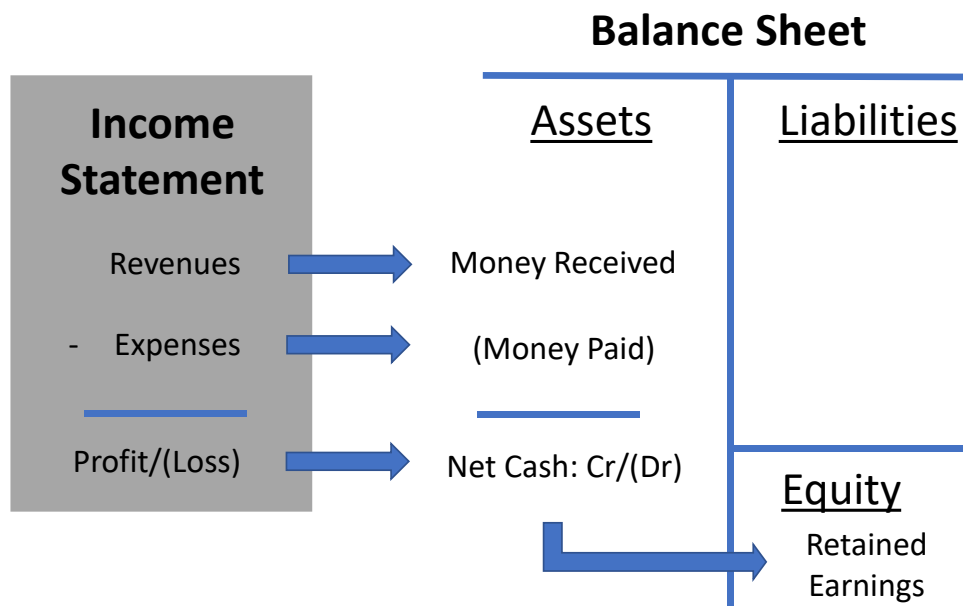 Balance Sheet
Income
Statement
Revenues
- Expenses
Profit/(Loss)
Assets
Money Received
(Money Paid)
Net Cash: Cr/(Dr)
Liabilities
Equity
Retained
Earnings